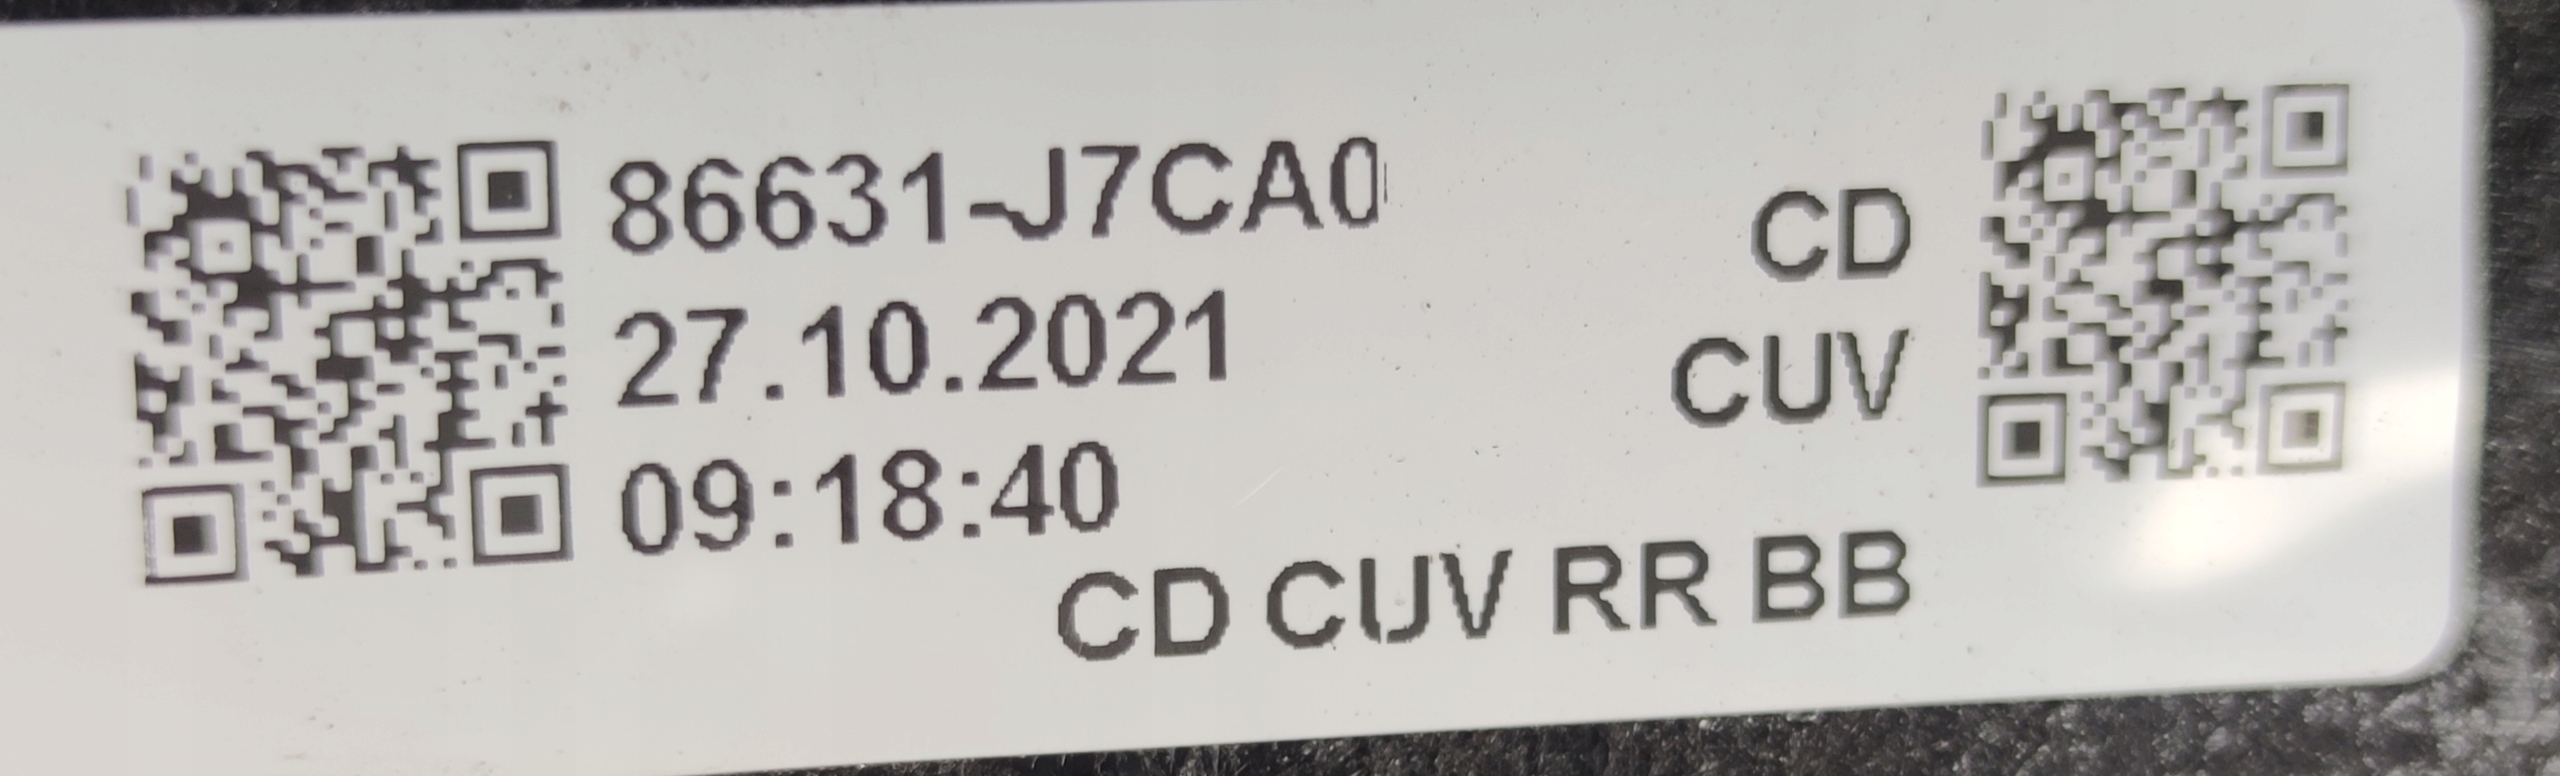 86631-J7CA0
27.10.2021
09:18:40
CD
CUV
CD CUV RR BB